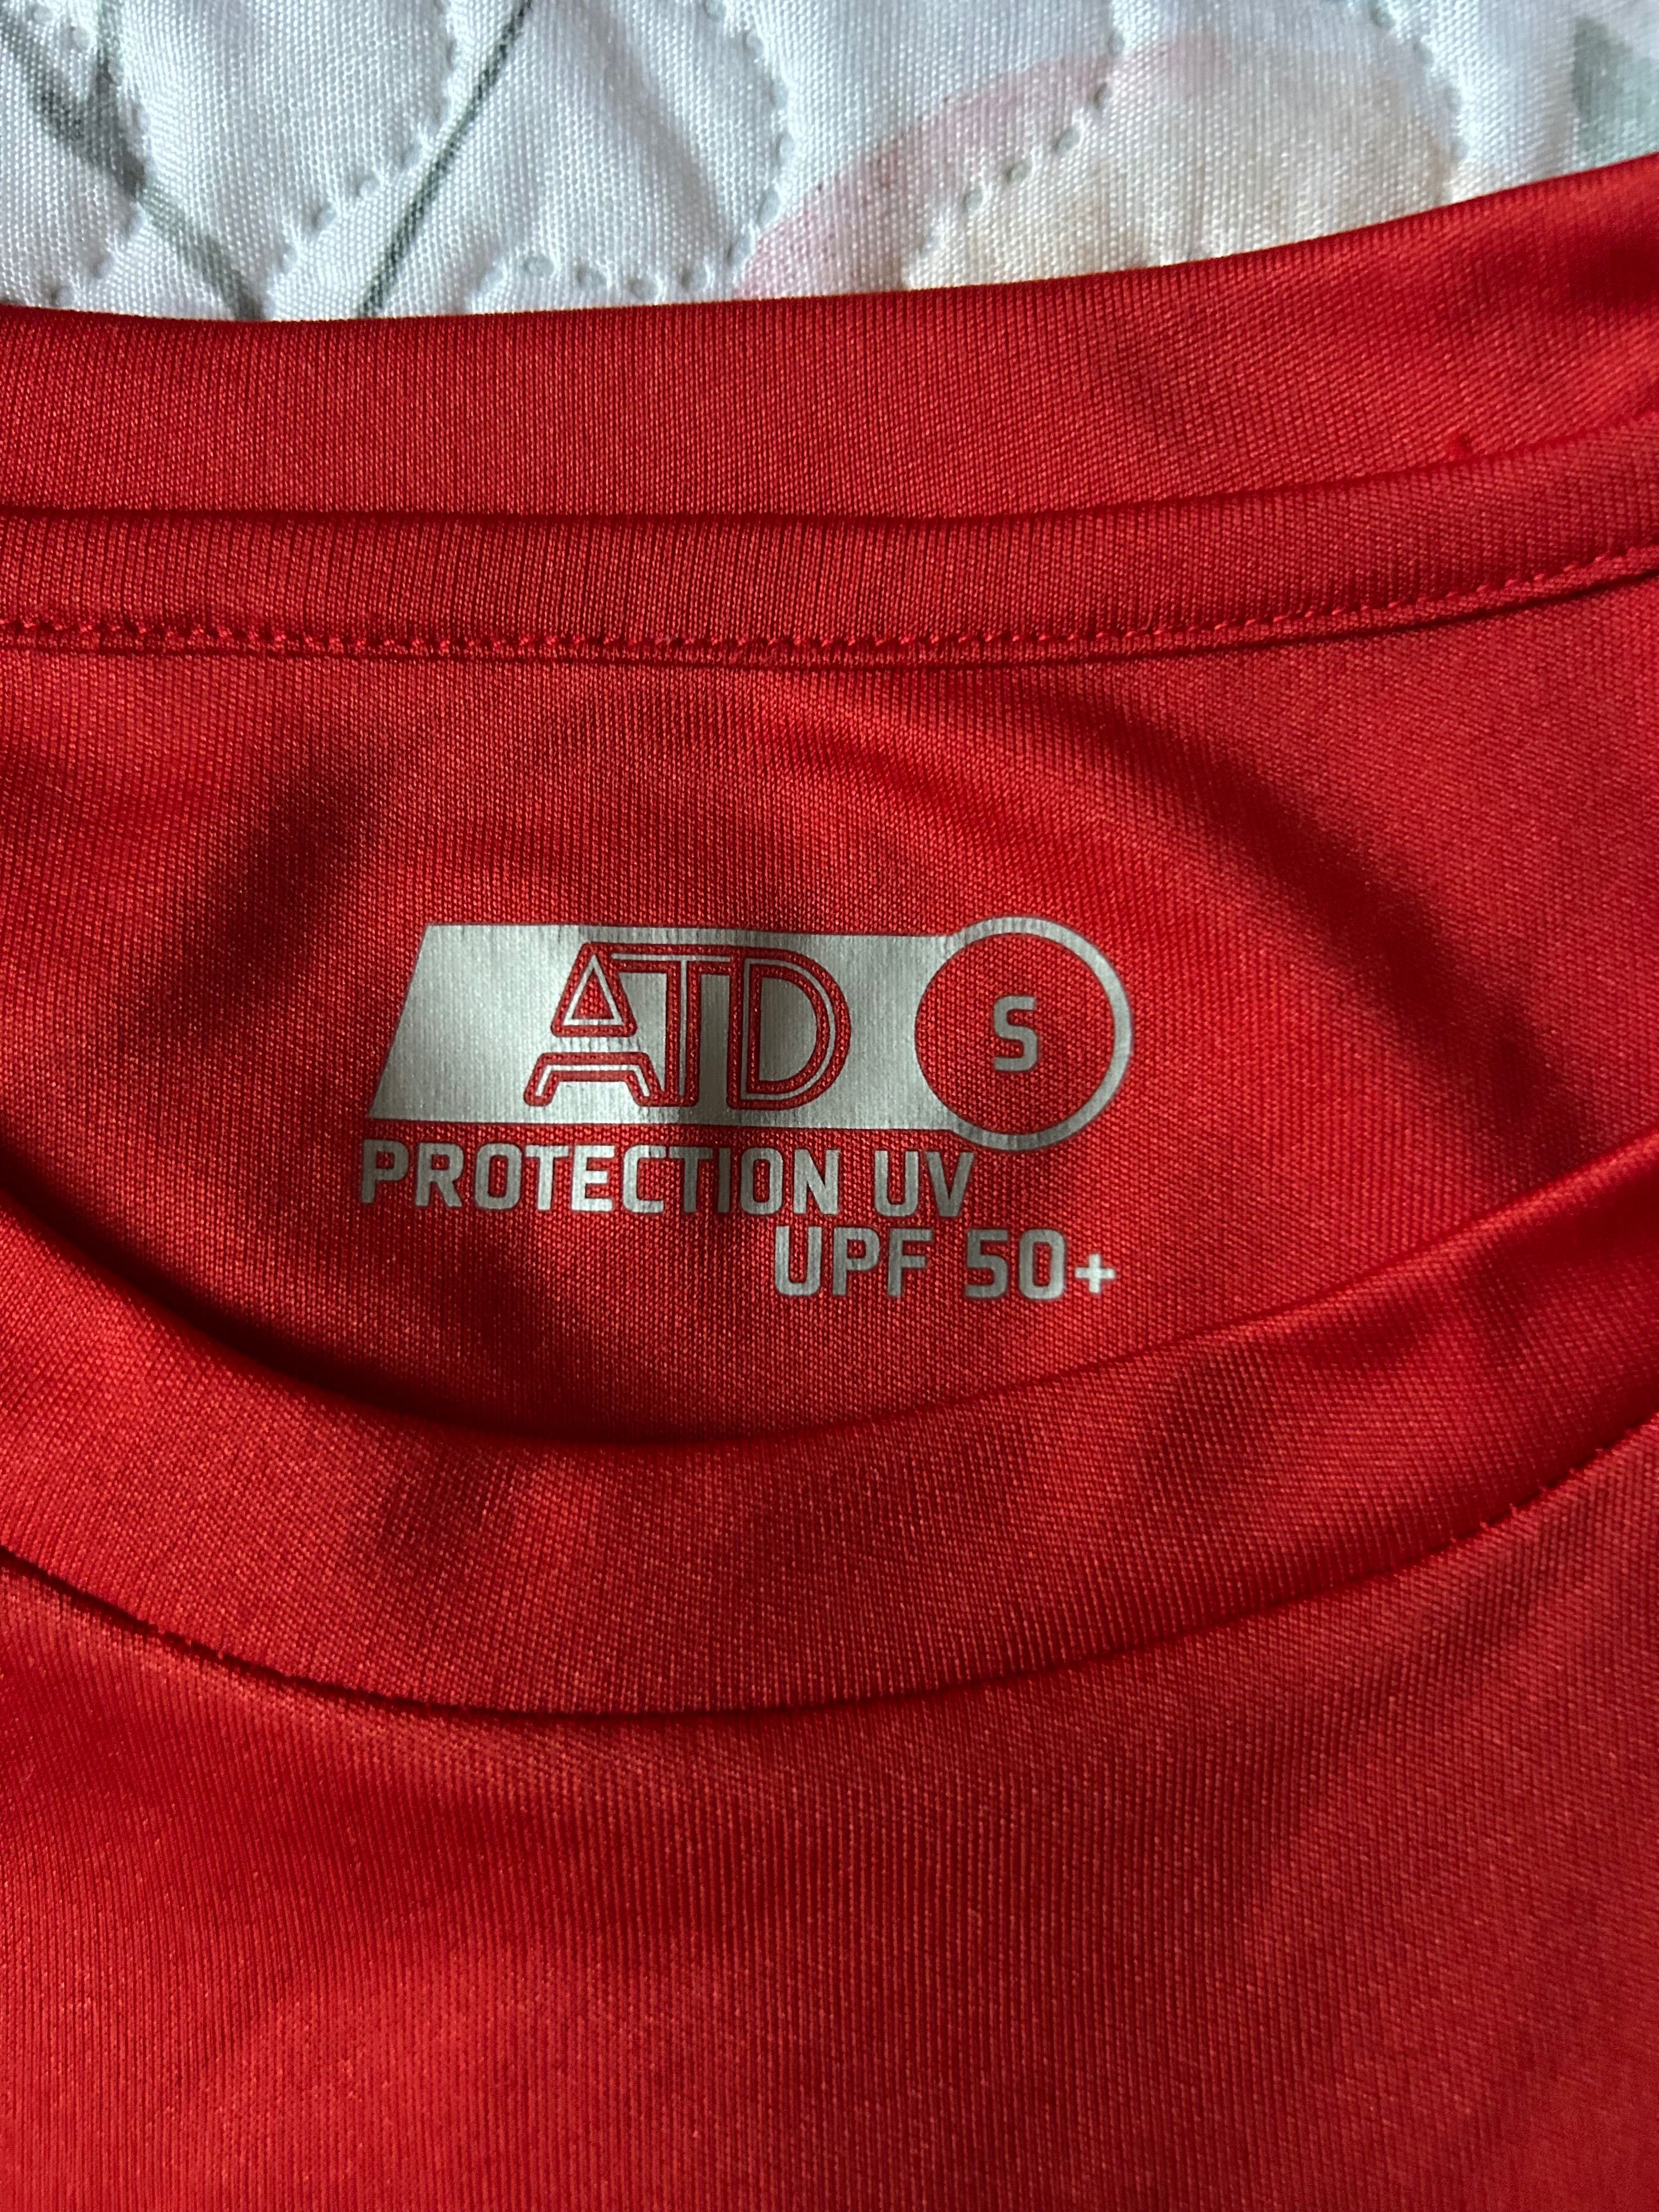 ATD S
PROTECTION UV
UPF 50+